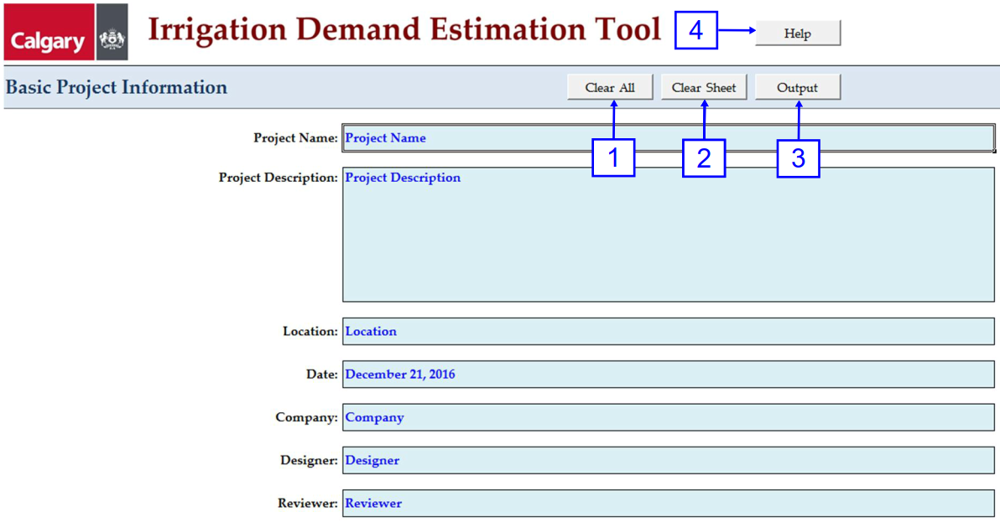 Calgary
Irrigation Demand Estimation Tool
4
Help
Basic Project Information
Clear All
Clear Sheet
Output
1
2
3
Project Name: Project Name
Project Description: Project Description
Location: Location
Date: December 21, 2016
Company: Company
Designer: Designer
Reviewer: Reviewer